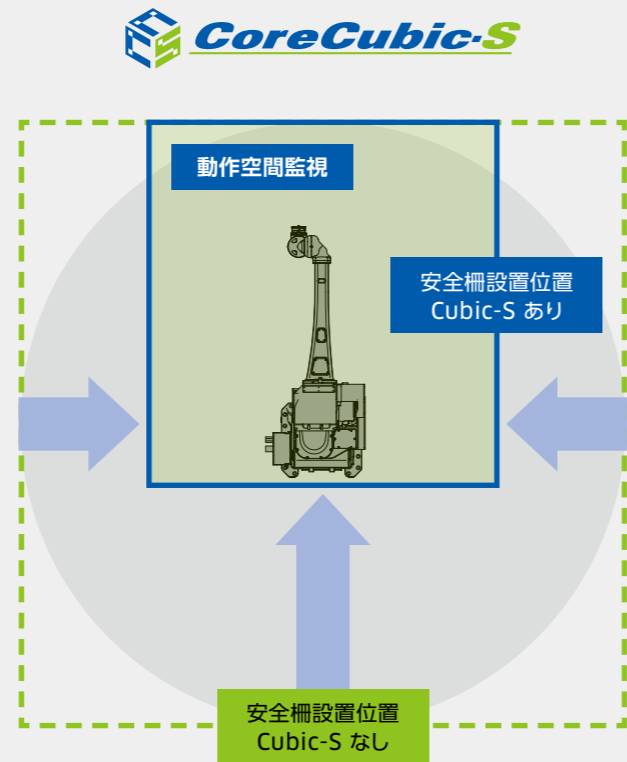 CoreCubic-S
動作空間監視
安全柵設置位置
Cubic-S あり
安全柵設置位置
Cubic-S なし